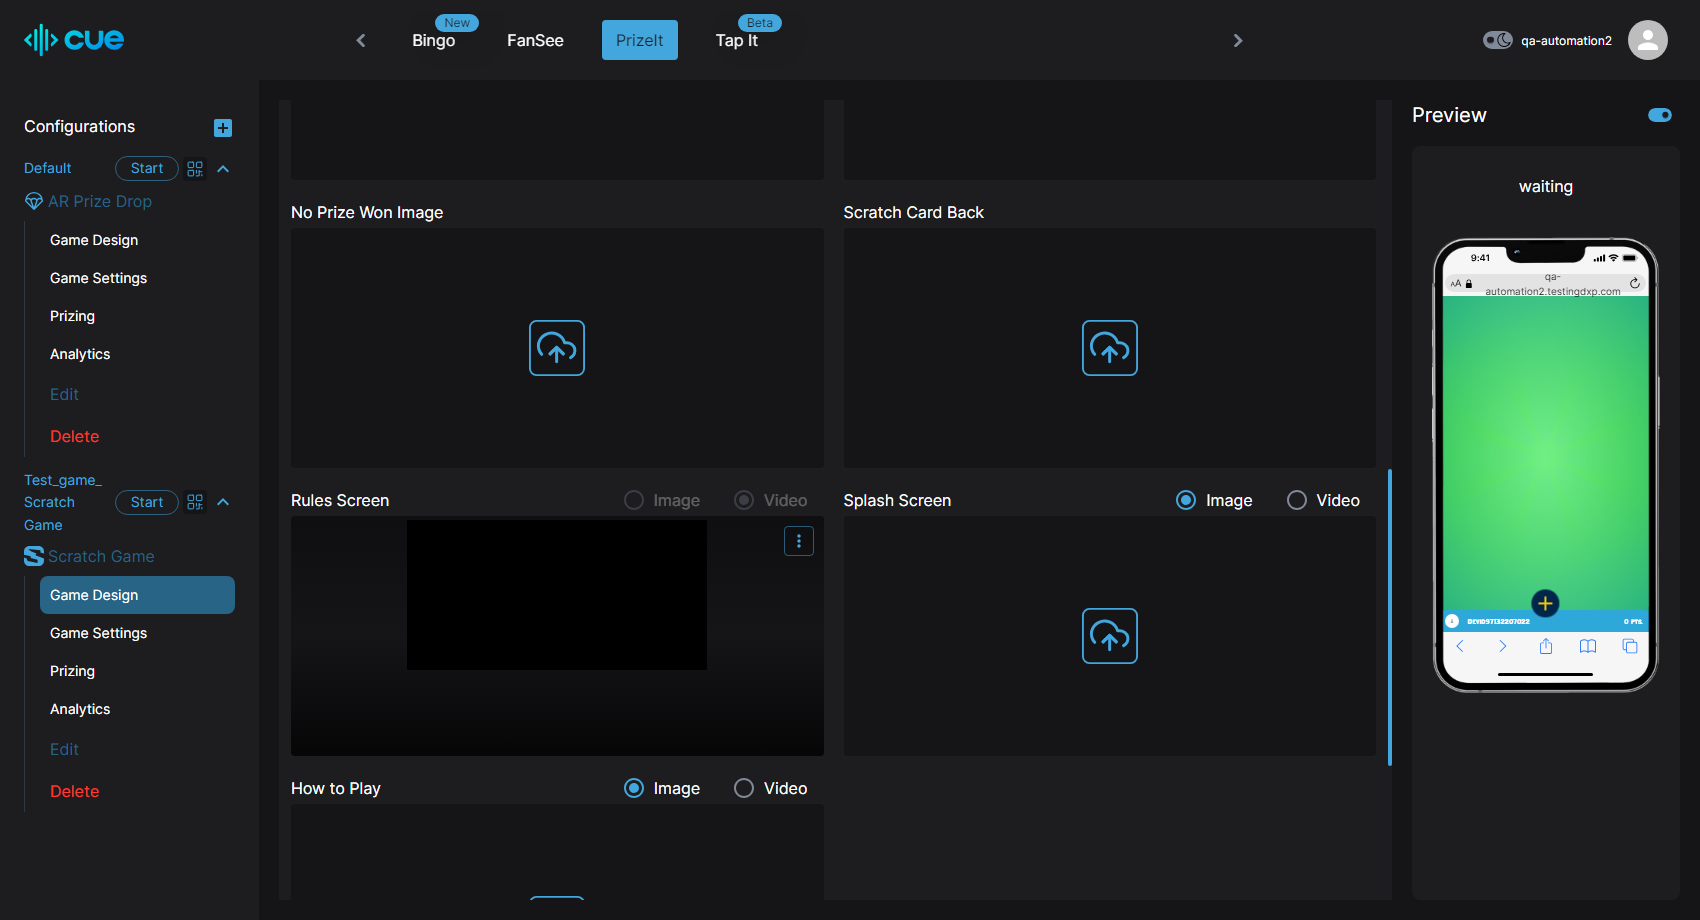 cue
Bingo
New
FanSee
PrizeIt
Tap It
Beta
qa-automation2
Configurations
Default
Start
AR Prize Drop
Game Design
Game Settings
Prizing
Analytics
Edit
Delete
Test_game_
Scratch
Game
Start
Scratch Game
Game Design
Game Settings
Prizing
Analytics
Edit
Delete
No Prize Won Image
Scratch Card Back
Rules Screen
Image
Video
Splash Screen
Image
Video
How to Play
Image
Video
Preview
waiting
9:41
AA
qa-
automation2.testingdxp.com
0 PTS.